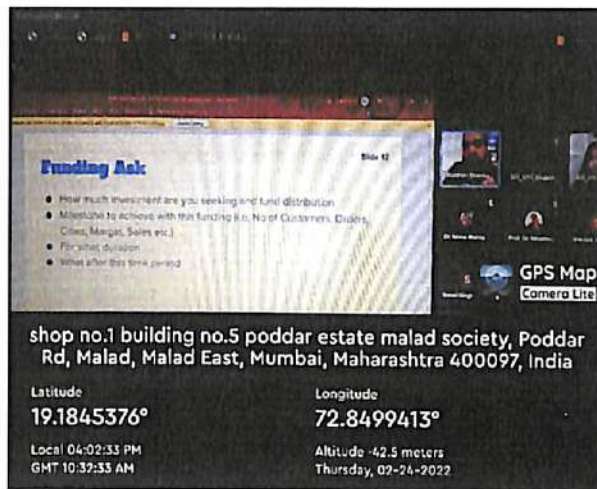 Funding Ask
Slide 12
How much investment are you seeking and fund distribution
Milestone to achieve with this funding (i.e. No of Customers, Orders,
Cities, Margas, Sales etc.)
For what duration
What after this time period
GPS Map
Camera Lite
shop no.1 building no.5 poddar estate malad society, Poddar
Rd, Malad, Malad East, Mumbai, Maharashtra 400097, India
Latitude
19.1845376°
Longitude
72.8499413°
Local 04:02:33 PM
GMT 10:32:33 AM
Altitude -42.5 meters
Thursday, 02-24-2022